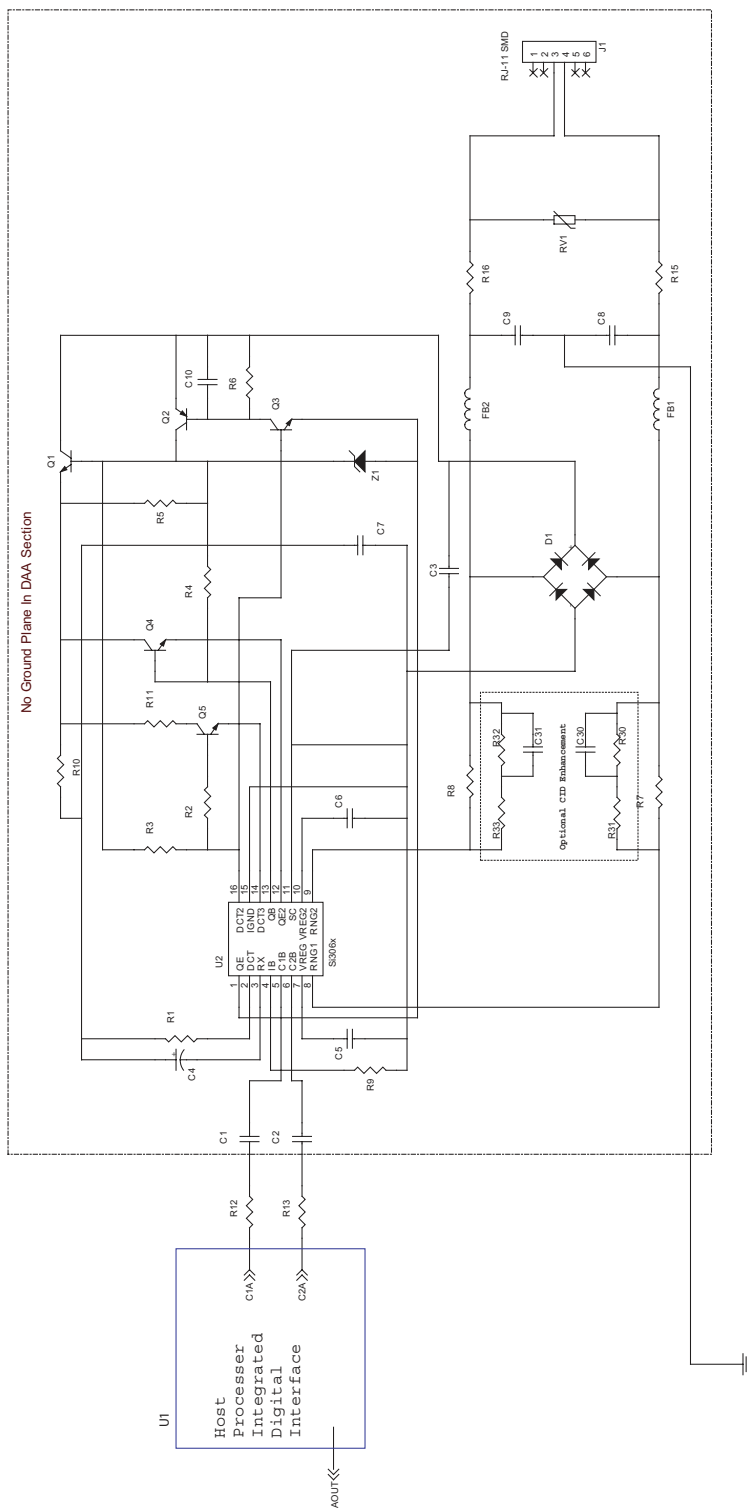 No Ground Plane In DAA Section
RJ-11 SMD
J1
1
2
3
4
5
6
RV1
R16
R15
C9
C8
FB2
FB1
Q1
Q2
C10
R6
Q3
Z1
R5
C7
R4
C3
D1
+
-
Q4
R11
Q5
R10
R3
R2
C6
R8
R7
R32
C31
R33
Optional CID Enhancement
C30
R30
R31
U2
Si306x
1
2
3
4
5
6
7
8
QE
DCT
RX
IB
C1B
C2B
VREG
RNG1
DCT2
IGND
DCT3
QB
QE2
SC
VREG2
RNG2
16
15
14
13
12
11
10
9
R1
+
C4
C5
R9
C1
C2
R12
R13
C1A
C2A
U1
Host
Processer
Integrated
Digital
Interface
AOUT